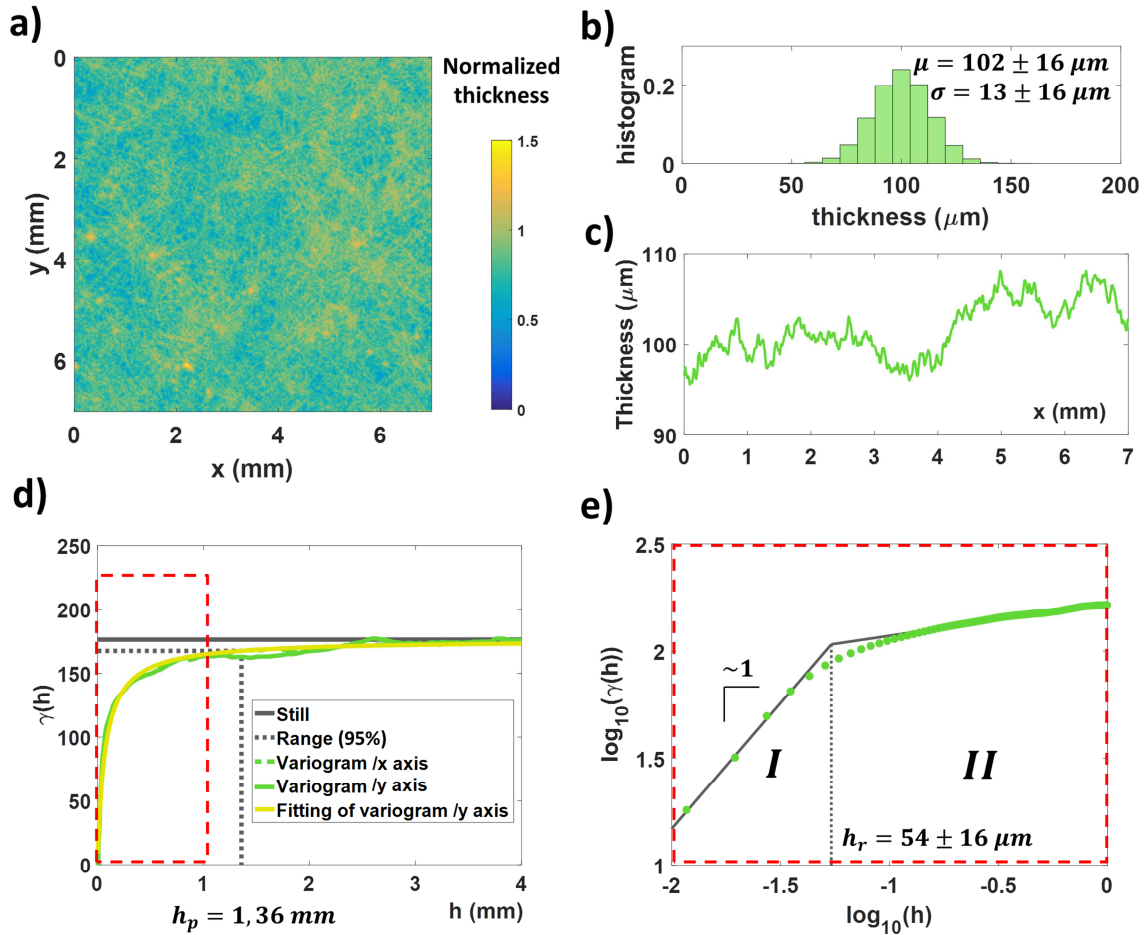 a)
Normalized
thickness
0
2
4
6
y (mm)
0
2
4
6
x (mm)
1.5
1
0.5
0
b)
μ = 102 ± 16 μm
σ = 13 ± 16 μm
0.2
0
histogram
0
50
100
150
200
thickness (μm)
c)
110
100
90
Thickness (μm)
x (mm)
0
1
2
3
4
5
6
7
d)
250
200
150
100
50
0
γ(h)
Still
Range (95%)
Variogram /x axis
Variogram /y axis
Fitting of variogram /y axis
0
1
2
3
4
h (mm)
h_p = 1,36 mm
e)
2.5
2
1.5
1
log₁₀(γ(h))
~1
I
II
h_r = 54 ± 16 μm
-2
-1.5
-1
-0.5
0
log₁₀(h)